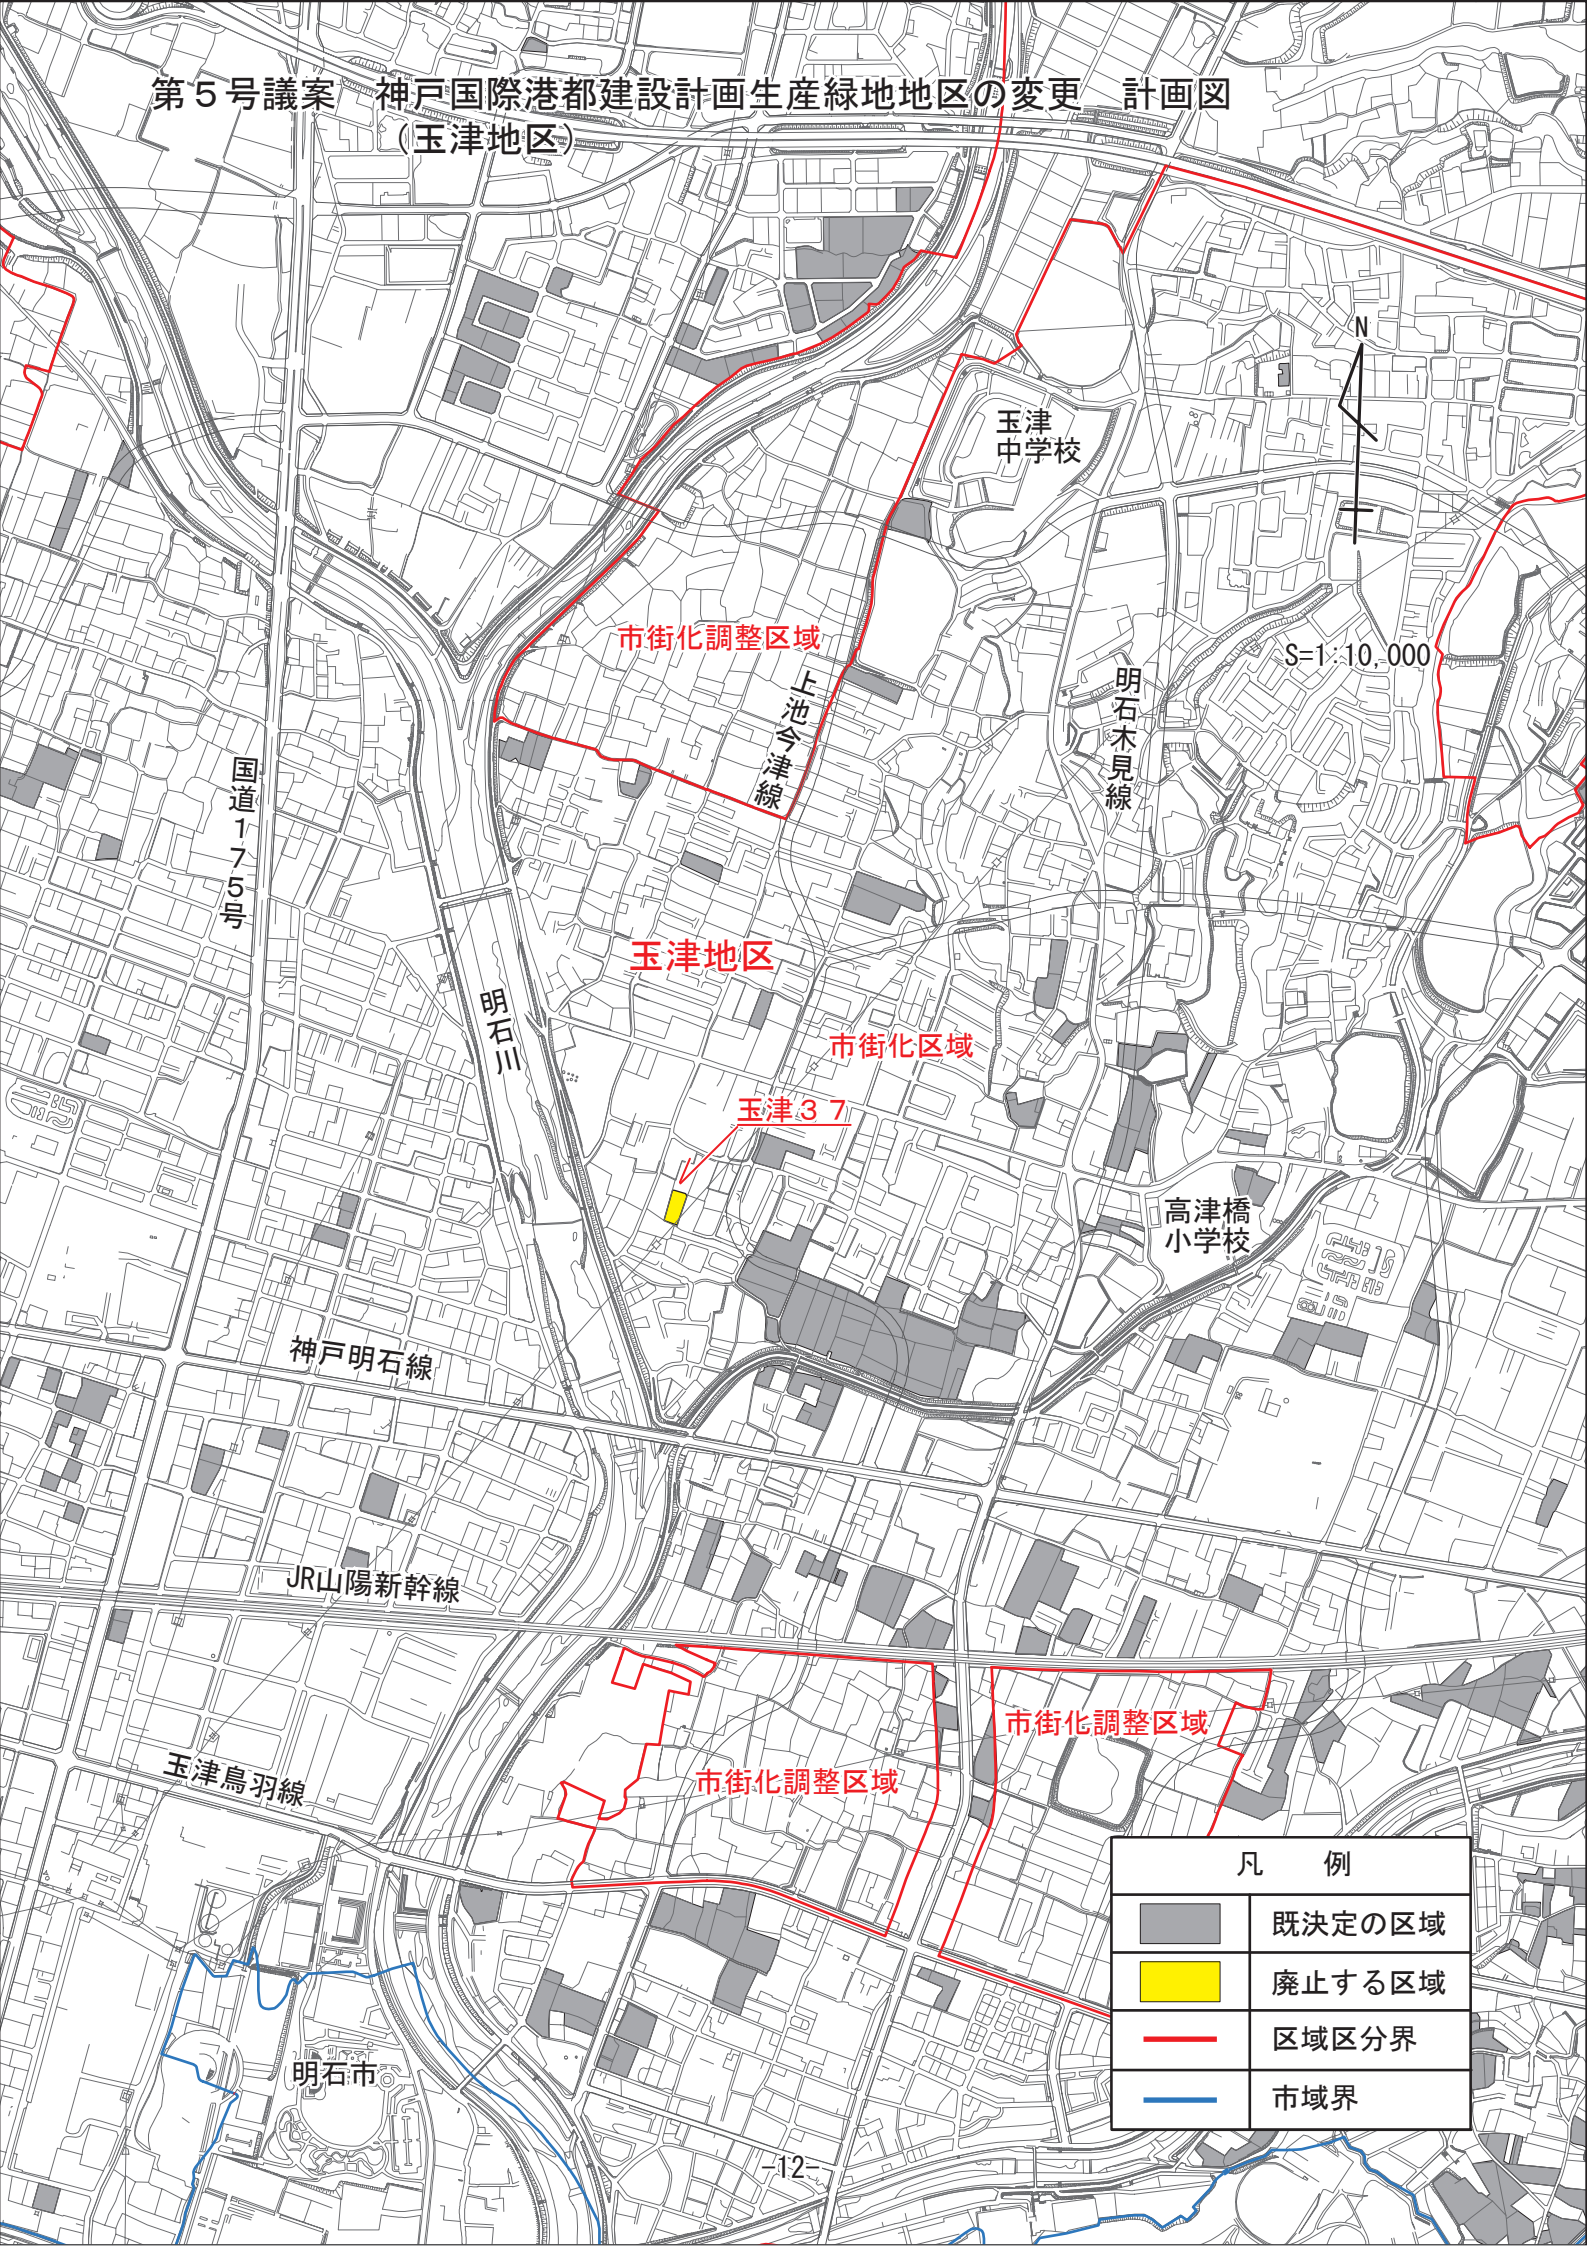 第５号議案　神戸国際港都建設計画生産緑地地区の変更　計画図
（玉津地区）
N
玉津
中学校
市街化調整区域
S=1:10,000
上池今津線
明石木見線
国道１７５号
玉津地区
明石川
市街化区域
玉津３７
高津橋
小学校
神戸明石線
JR山陽新幹線
市街化調整区域
市街化調整区域
玉津鳥羽線
凡　例
既決定の区域
廃止する区域
区域区分界
市域界
明石市
-12-